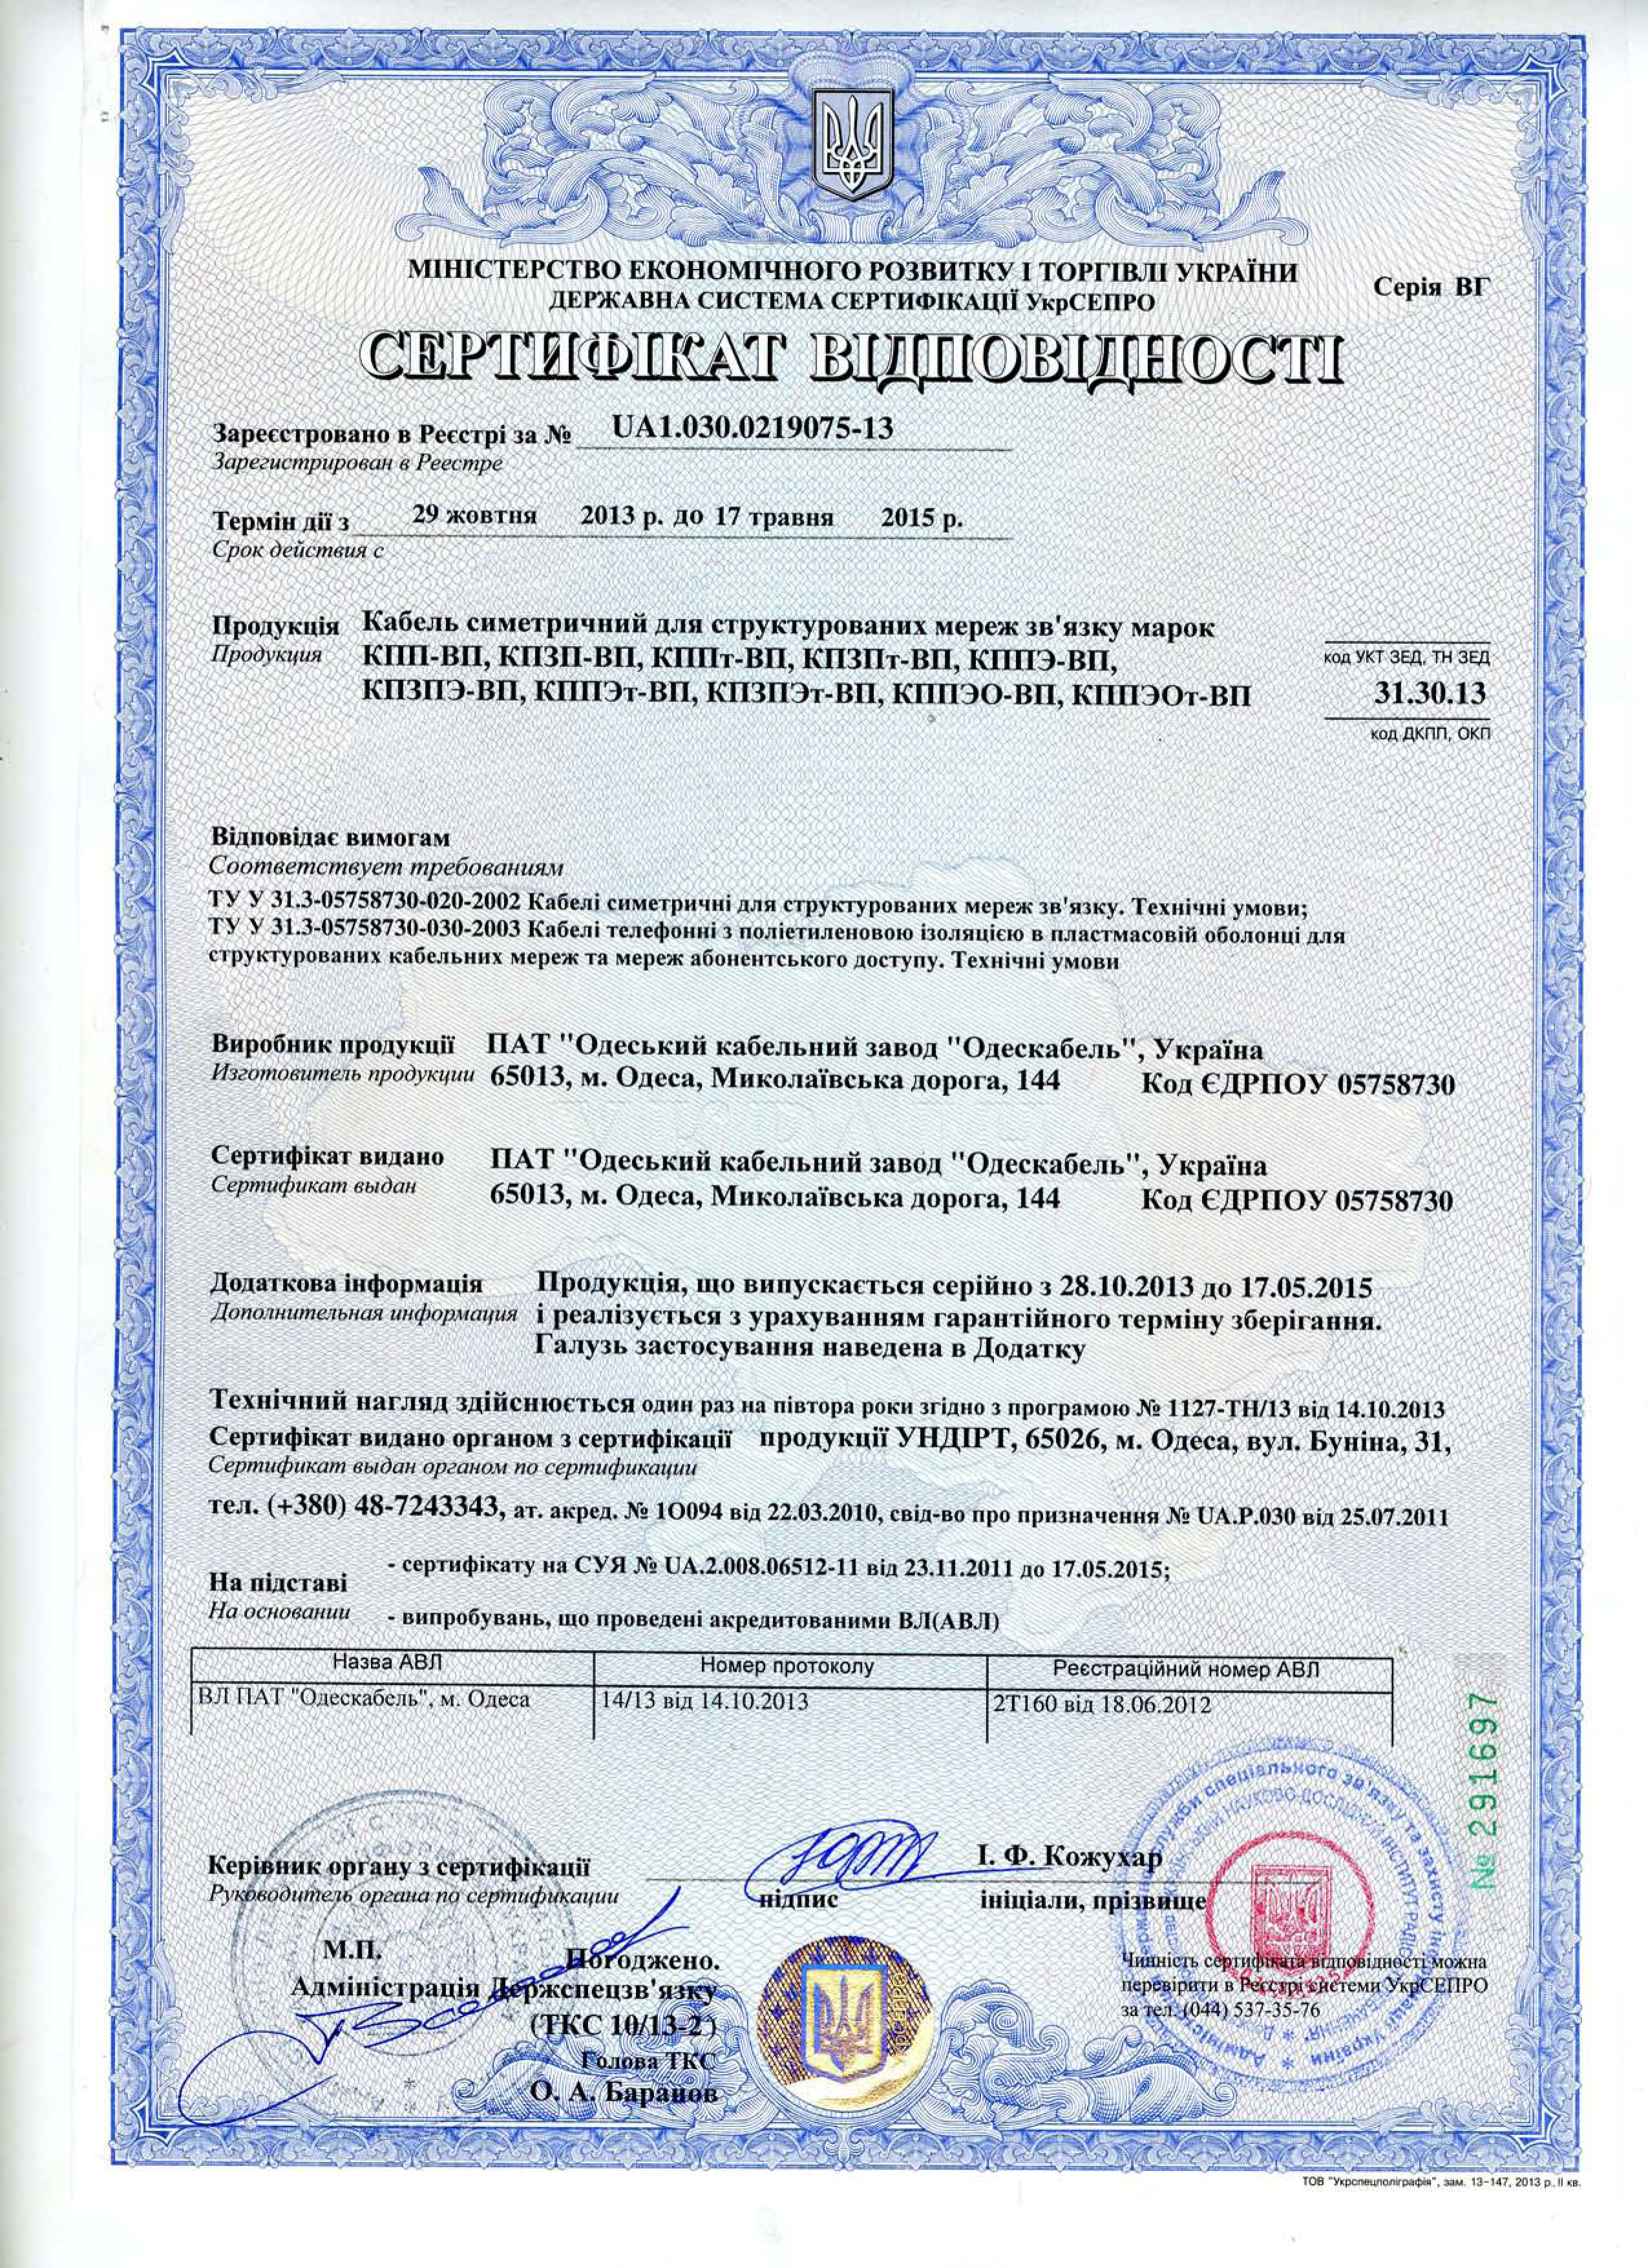 МІНІСТЕРСТВО ЕКОНОМІЧНОГО РОЗВИТКУ І ТОРГІВЛІ УКРАЇНИ
ДЕРЖАВНА СИСТЕМА СЕРТИФІКАЦІЇ УкрСЕПРО
Серія ВГ
СЕРТИФІКАТ ВІДПОВІДНОСТІ
Зареєстровано в Реєстрі за № UA1.030.0219075-13
Зарегистрирован в Реестре
Термін дії з 29 жовтня 2013 р. до 17 травня 2015 р.
Срок действия с
Продукція Кабель симетричний для структурованих мереж зв'язку марок
Продукция КПП-ВП, КПЗП-ВП, КППт-ВП, КПЗПт-ВП, КППЭ-ВП,
код УКТ ЗЕД, ТН ЗЕД
КПЗПЭ-ВП, КППЭт-ВП, КПЗПЭт-ВП, КППЭО-ВП, КППЭОт-ВП
31.30.13
код ДКПП, ОКП
Відповідає вимогам
Соответствует требованиям
ТУ У 31.3-05758730-020-2002 Кабелі симетричні для структурованих мереж зв'язку. Технічні умови;
ТУ У 31.3-05758730-030-2003 Кабелі телефонні з поліетиленовою ізоляцією в пластмасовій оболонці для
структурованих кабельних мереж та мереж абонентського доступу. Технічні умови
Виробник продукції ПАТ "Одеський кабельний завод "Одескабель", Україна
Изготовитель продукции 65013, м. Одеса, Миколаївська дорога, 144 Код ЄДРПОУ 05758730
Сертифікат видано ПАТ "Одеський кабельний завод "Одескабель", Україна
Сертификат выдан 65013, м. Одеса, Миколаївська дорога, 144 Код ЄДРПОУ 05758730
Додаткова інформація Продукція, що випускається серійно з 28.10.2013 до 17.05.2015
Дополнительная информация і реалізується з урахуванням гарантійного терміну зберігання.
Галузь застосування наведена в Додатку
Технічний нагляд здійснюється один раз на півтора роки згідно з програмою № 1127-ТН/13 від 14.10.2013
Сертифікат видано органом з сертифікації продукції УНДІРТ, 65026, м. Одеса, вул. Буніна, 31,
Сертификат выдан органом по сертификации
тел. (+380) 48-7243343, ат. акред. № 1О094 від 22.03.2010, свід-во про призначення № UA.P.030 від 25.07.2011
- сертифікату на СУЯ № UA.2.008.06512-11 від 23.11.2011 до 17.05.2015;
На підставі
На основании - випробувань, що проведені акредитованими ВЛ(АВЛ)
Назва АВЛ Номер протоколу Реєстраційний номер АВЛ
ВЛ ПАТ "Одескабель", м. Одеса 14/13 від 14.10.2013 2Т160 від 18.06.2012
№ 291697
Керівник органу з сертифікації І. Ф. Кожухар
Руководитель органа по сертификации підпис ініціали, прізвище
М.П. Погоджено.
Адміністрація Держспецзв'язку
(ТКС 10/13-2)
Голова ТКС
О. А. Баранов
Чинність сертифіката відповідності можна
перевірити в Реєстрі системи УкрСЕПРО
за тел. (044) 537-35-76
ТОВ "Укрспецполіграфія", зам. 13-147, 2013 р., II кв.